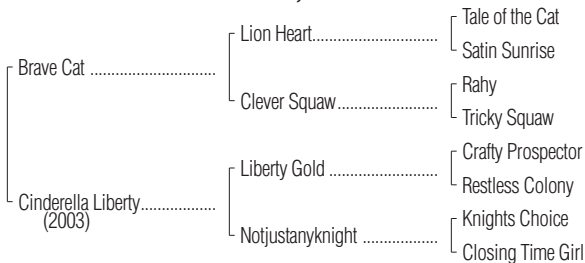 Tale of the Cat
Lion Heart..............................
Satin Sunrise
Brave Cat ..............................
Rahy
Clever Squaw........................
Tricky Squaw
Crafty Prospector
Liberty Gold ..........................
Restless Colony
Cinderella Liberty..................
(2003)
Knights Choice
Notjustanyknight ..................
Closing Time Girl